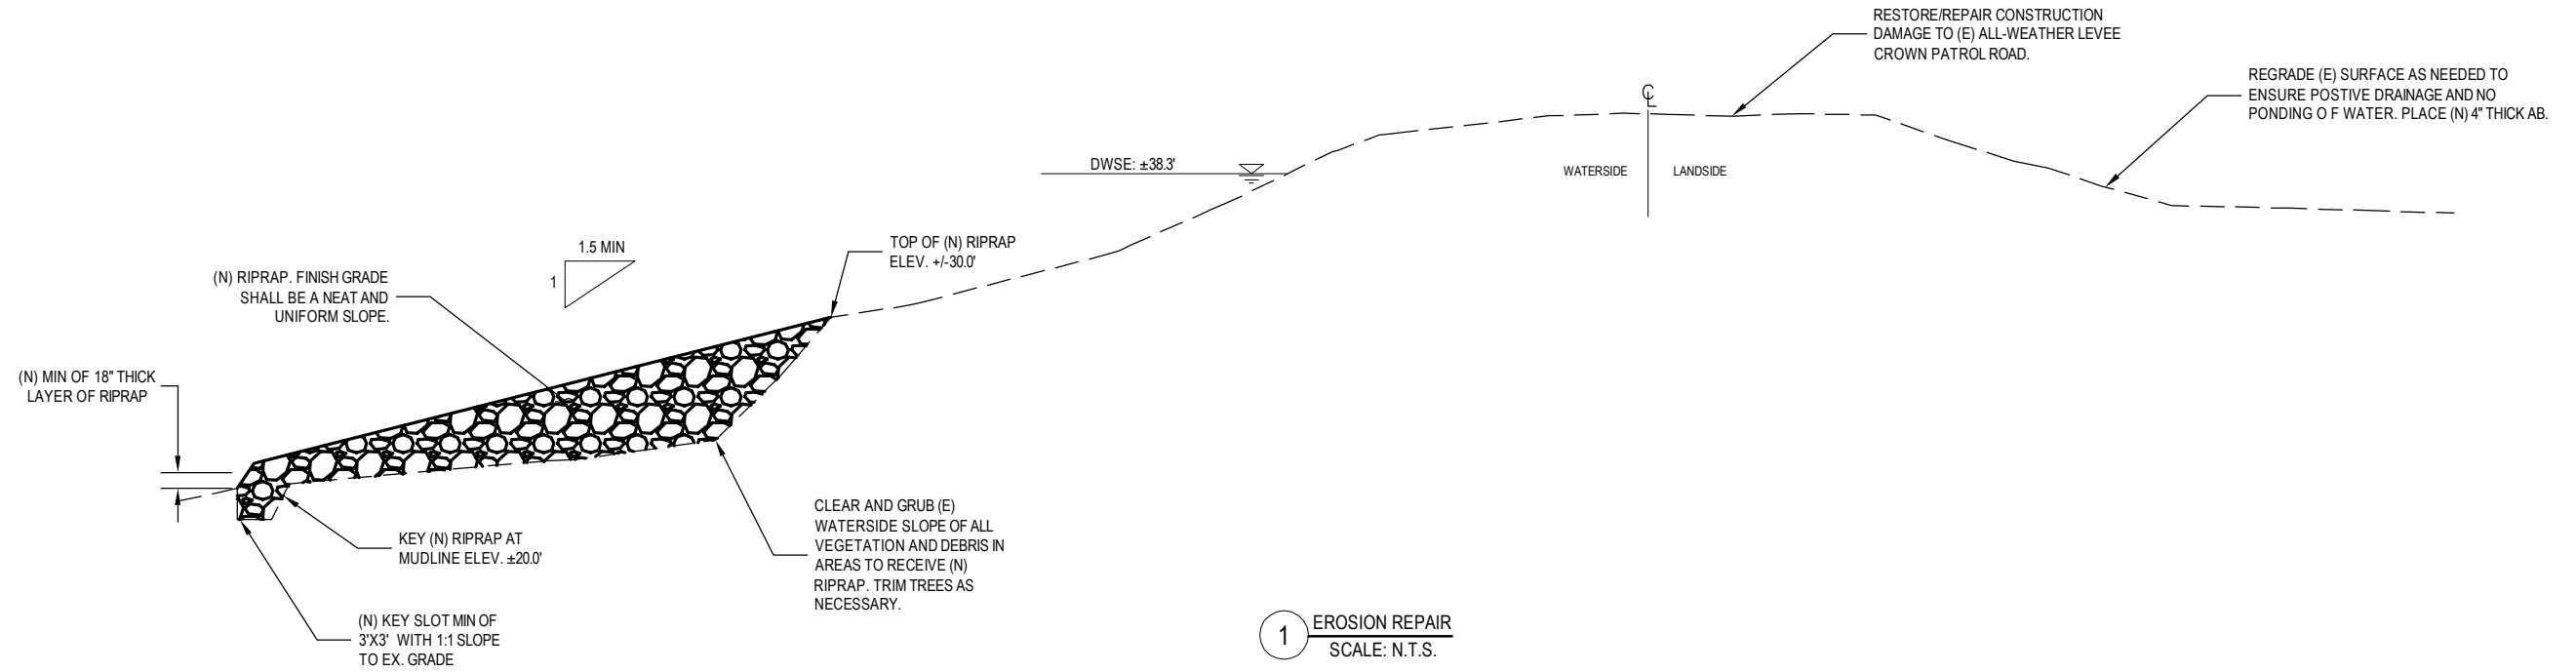 RESTORE/REPAIR CONSTRUCTION
DAMAGE TO (E) ALL-WEATHER LEVEE
CROWN PATROL ROAD.
REGRADE (E) SURFACE AS NEEDED TO
ENSURE POSTIVE DRAINAGE AND NO
PONDING O F WATER. PLACE (N) 4" THICK AB.
℄
DWSE: ±38.3'
WATERSIDE
LANDSIDE
TOP OF (N) RIPRAP
ELEV. +/-30.0'
1.5 MIN
1
(N) RIPRAP. FINISH GRADE
SHALL BE A NEAT AND
UNIFORM SLOPE.
(N) MIN OF 18" THICK
LAYER OF RIPRAP
KEY (N) RIPRAP AT
MUDLINE ELEV. ±20.0'
(N) KEY SLOT MIN OF
3'X3' WITH 1:1 SLOPE
TO EX. GRADE
CLEAR AND GRUB (E)
WATERSIDE SLOPE OF ALL
VEGETATION AND DEBRIS IN
AREAS TO RECEIVE (N)
RIPRAP. TRIM TREES AS
NECESSARY.
1
EROSION REPAIR
SCALE: N.T.S.